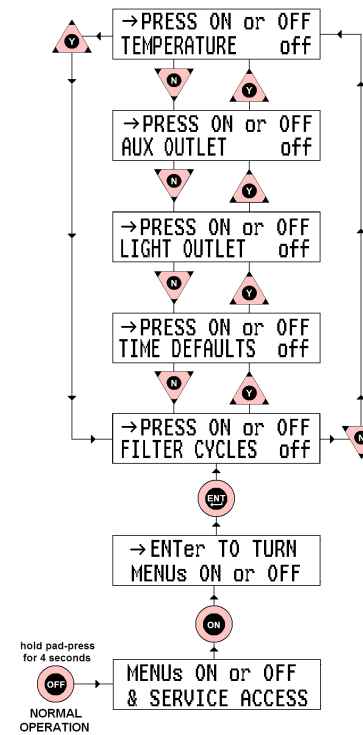 →PRESS ON or OFF
TEMPERATURE off
Y
N
Y
→PRESS ON or OFF
AUX OUTLET off
N
Y
→PRESS ON or OFF
LIGHT OUTLET off
N
Y
→PRESS ON or OFF
TIME DEFAULTS off
N
Y
→PRESS ON or OFF
FILTER CYCLES off
N
ENT
→ENTer TO TURN
MENUs ON or OFF
ON
hold pad-press
for 4 seconds
OFF
MENUs ON or OFF
& SERVICE ACCESS
NORMAL
OPERATION